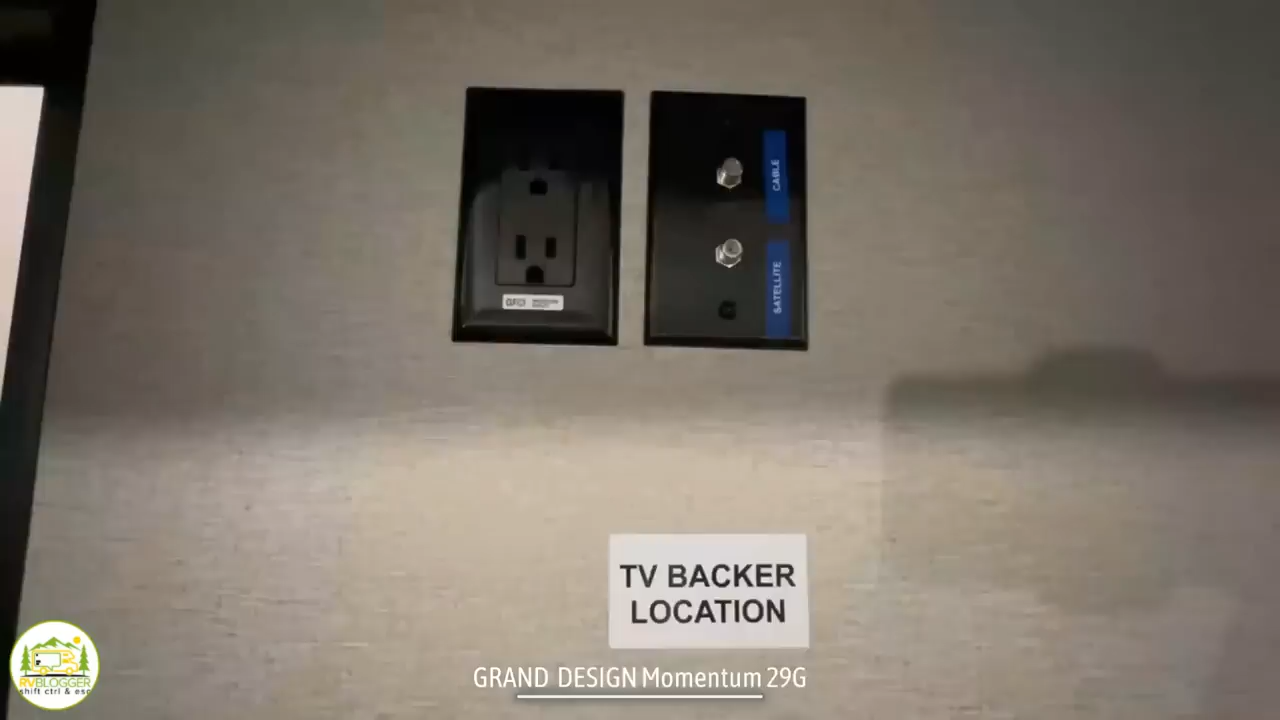 CABLE
SATELLITE
GFCI
TV BACKER
LOCATION
GRAND DESIGN Momentum 29G
RVBLOGGER
shift ctrl & esc